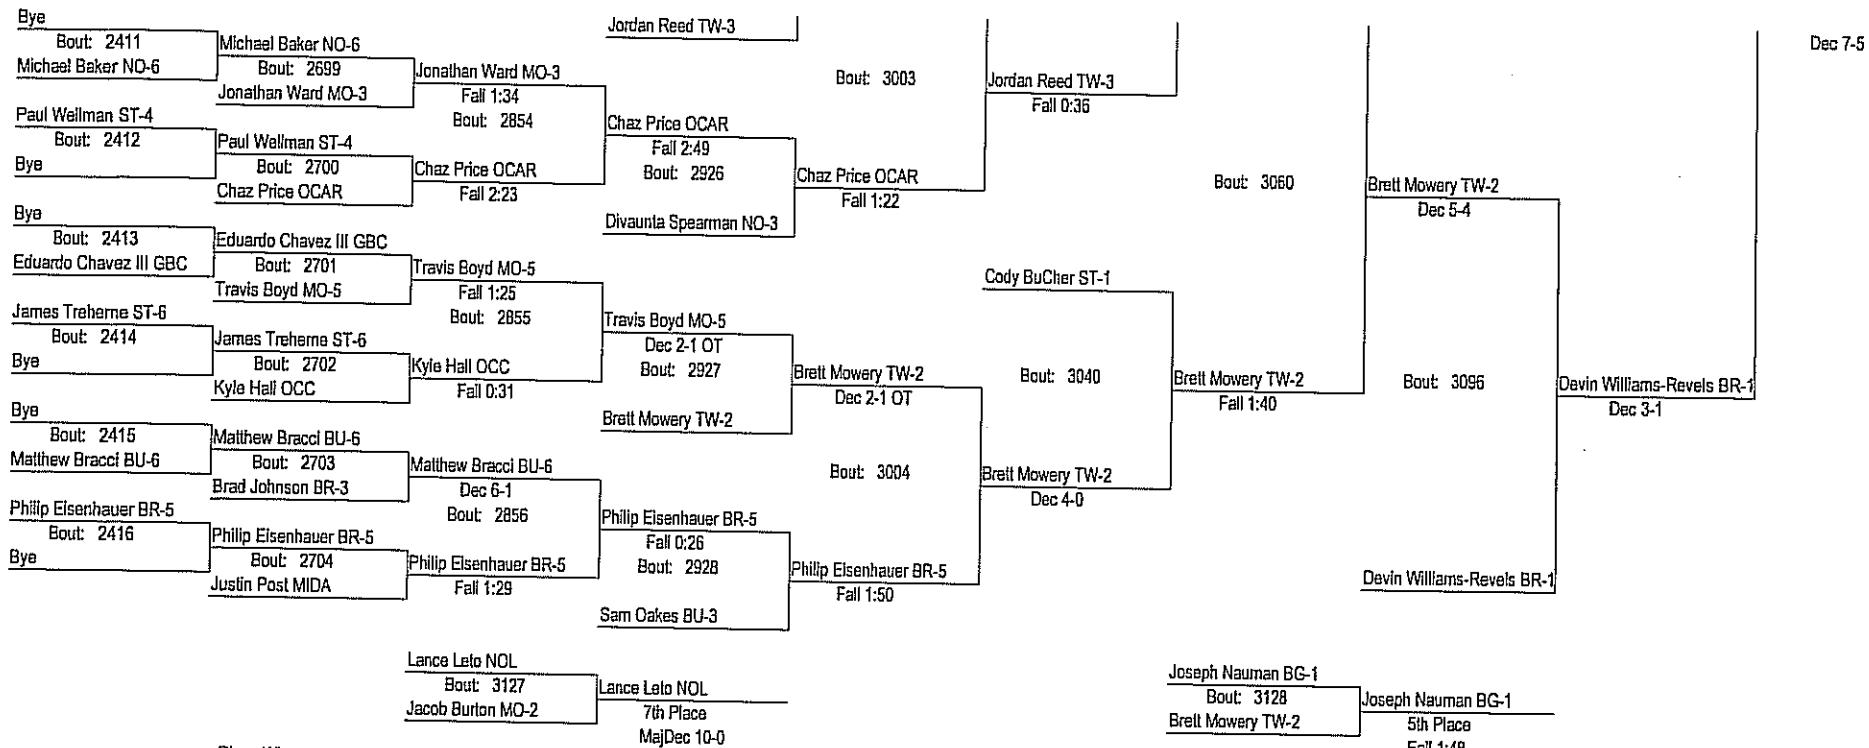 Bye
Bout: 2411
Michael Baker NO-6
Paul Wellman ST-4
Bout: 2412
Bye
Bye
Bout: 2413
Eduardo Chavez III GBC
James Treherne ST-6
Bout: 2414
Bye
Bye
Bout: 2415
Matthew Bracci BU-6
Philip Eisenhauer BR-5
Bout: 2416
Bye
Michael Baker NO-6
Bout: 2699
Jonathan Ward MO-3
Paul Wellman ST-4
Bout: 2700
Chaz Price OCAR
Eduardo Chavez III GBC
Bout: 2701
Travis Boyd MO-5
James Treherne ST-6
Bout: 2702
Kyle Hall OCC
Matthew Bracci BU-6
Bout: 2703
Brad Johnson BR-3
Philip Eisenhauer BR-5
Bout: 2704
Justin Post MIDA
Jonathan Ward MO-3
Fall 1:34
Bout: 2854
Chaz Price OCAR
Fall 2:23
Travis Boyd MO-5
Fall 1:25
Bout: 2855
Kyle Hall OCC
Fall 0:31
Matthew Bracci BU-6
Dec 6-1
Bout: 2856
Philip Eisenhauer BR-5
Fall 1:29
Jordan Reed TW-3
Chaz Price OCAR
Fall 2:49
Bout: 2926
Divaunta Spearman NO-3
Travis Boyd MO-5
Dec 2-1 OT
Bout: 2927
Brett Mowery TW-2
Philip Eisenhauer BR-5
Fall 0:26
Bout: 2928
Sam Oakes BU-3
Bout: 3003
Chaz Price OCAR
Fall 1:22
Brett Mowery TW-2
Dec 2-1 OT
Bout: 3004
Philip Eisenhauer BR-5
Fall 1:50
Jordan Reed TW-3
Fall 0:36
Cody BuCher ST-1
Bout: 3040
Brett Mowery TW-2
Dec 4-0
Bout: 3060
Brett Mowery TW-2
Fall 1:40
Brett Mowery TW-2
Dec 5-4
Bout: 3096
Devin Williams-Revels BR-1
Devin Williams-Revels BR-1
Dec 3-1
Dec 7-5
Lance Leto NOL
Bout: 3127
Jacob Burton MO-2
Lance Leto NOL
7th Place
MajDec 10-0
Joseph Nauman BG-1
Bout: 3128
Brett Mowery TW-2
Joseph Nauman BG-1
5th Place
Fall 1:48